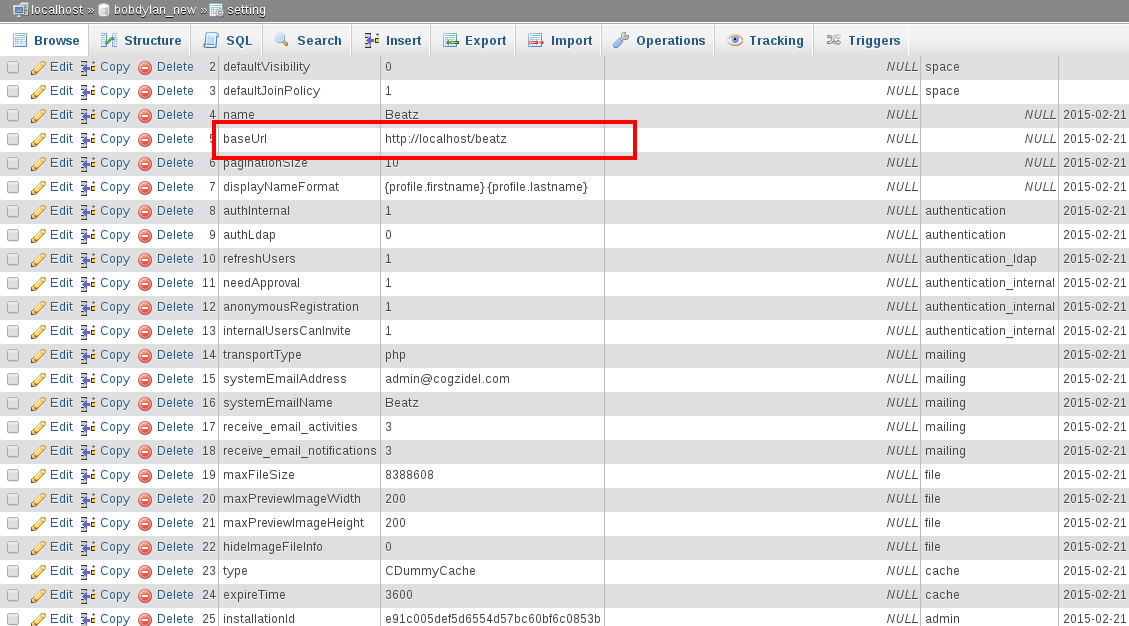 localhost » bobdylan_new » setting
Browse Structure SQL Search Insert Export Import Operations Tracking Triggers
Edit Copy Delete 2 defaultVisibility 0 NULL space
Edit Copy Delete 3 defaultJoinPolicy 1 NULL space
Edit Copy Delete 4 name Beatz NULL NULL 2015-02-21
Edit Copy Delete 5 baseUrl http://localhost/beatz NULL NULL 2015-02-21
Edit Copy Delete 6 paginationSize 10 NULL NULL 2015-02-21
Edit Copy Delete 7 displayNameFormat {profile.firstname} {profile.lastname} NULL NULL 2015-02-21
Edit Copy Delete 8 authInternal 1 NULL authentication 2015-02-21
Edit Copy Delete 9 authLdap 0 NULL authentication 2015-02-21
Edit Copy Delete 10 refreshUsers 1 NULL authentication_ldap 2015-02-21
Edit Copy Delete 11 needApproval 1 NULL authentication_internal 2015-02-21
Edit Copy Delete 12 anonymousRegistration 1 NULL authentication_internal 2015-02-21
Edit Copy Delete 13 internalUsersCanInvite 1 NULL authentication_internal 2015-02-21
Edit Copy Delete 14 transportType php NULL mailing 2015-02-21
Edit Copy Delete 15 systemEmailAddress admin@cogzidel.com NULL mailing 2015-02-21
Edit Copy Delete 16 systemEmailName Beatz NULL mailing 2015-02-21
Edit Copy Delete 17 receive_email_activities 3 NULL mailing 2015-02-21
Edit Copy Delete 18 receive_email_notifications 3 NULL mailing 2015-02-21
Edit Copy Delete 19 maxFileSize 8388608 NULL file 2015-02-21
Edit Copy Delete 20 maxPreviewImageWidth 200 NULL file 2015-02-21
Edit Copy Delete 21 maxPreviewImageHeight 200 NULL file 2015-02-21
Edit Copy Delete 22 hideImageFileInfo 0 NULL file 2015-02-21
Edit Copy Delete 23 type CDummyCache NULL cache 2015-02-21
Edit Copy Delete 24 expireTime 3600 NULL cache 2015-02-21
Edit Copy Delete 25 installationId e91c005def5d6554d57bc60bf6c0853b NULL admin 2015-02-21